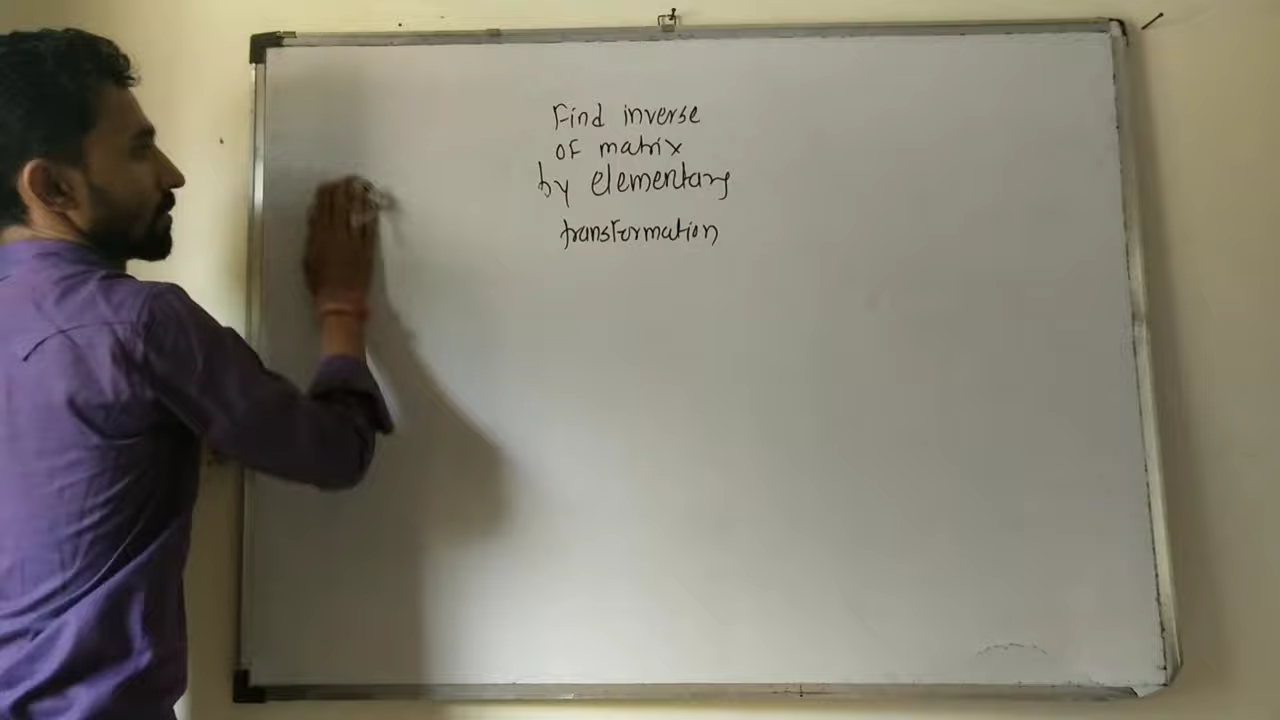 Find inverse
of matrix
by elementary
transformation